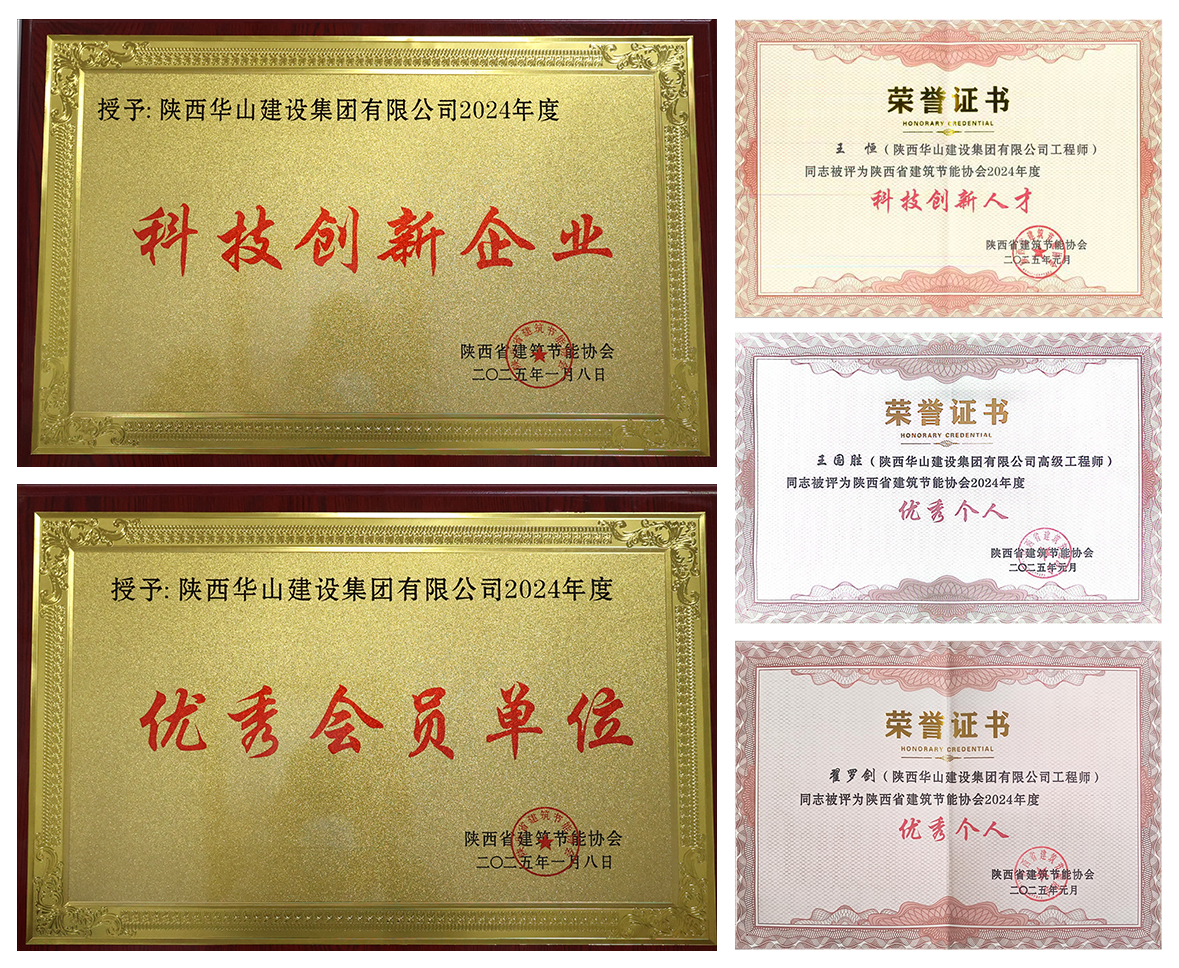 授予:陕西华山建设集团有限公司2024年度
科技创新企业
陕西省建筑节能协会
二〇二五年一月八日
授予:陕西华山建设集团有限公司2024年度
优秀会员单位
陕西省建筑节能协会
二〇二五年一月八日
荣誉证书
HONORARY CREDENTIAL
王 恒（陕西华山建设集团有限公司工程师）
同志被评为陕西省建筑节能协会2024年度
科技创新人才
陕西省建筑节能协会
二〇二五年元月
荣誉证书
HONORARY CREDENTIAL
王国胜（陕西华山建设集团有限公司高级工程师）
同志被评为陕西省建筑节能协会2024年度
优秀个人
陕西省建筑节能协会
二〇二五年元月
荣誉证书
HONORARY CREDENTIAL
翟罗剑（陕西华山建设集团有限公司工程师）
同志被评为陕西省建筑节能协会2024年度
优秀个人
陕西省建筑节能协会
二〇二五年元月